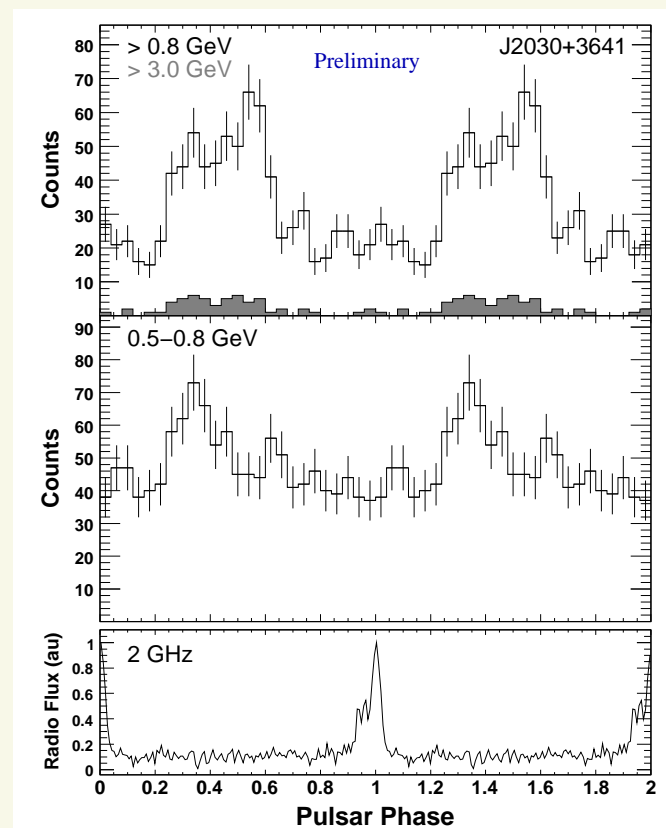 > 0.8 GeV
> 3.0 GeV
Preliminary
J2030+3641
Counts
80
70
60
50
40
30
20
10
0.5–0.8 GeV
Counts
90
80
70
60
50
40
30
20
10
2 GHz
Radio Flux (au)
1
0.8
0.6
0.4
0.2
0
0 0.2 0.4 0.6 0.8 1 1.2 1.4 1.6 1.8 2
Pulsar Phase